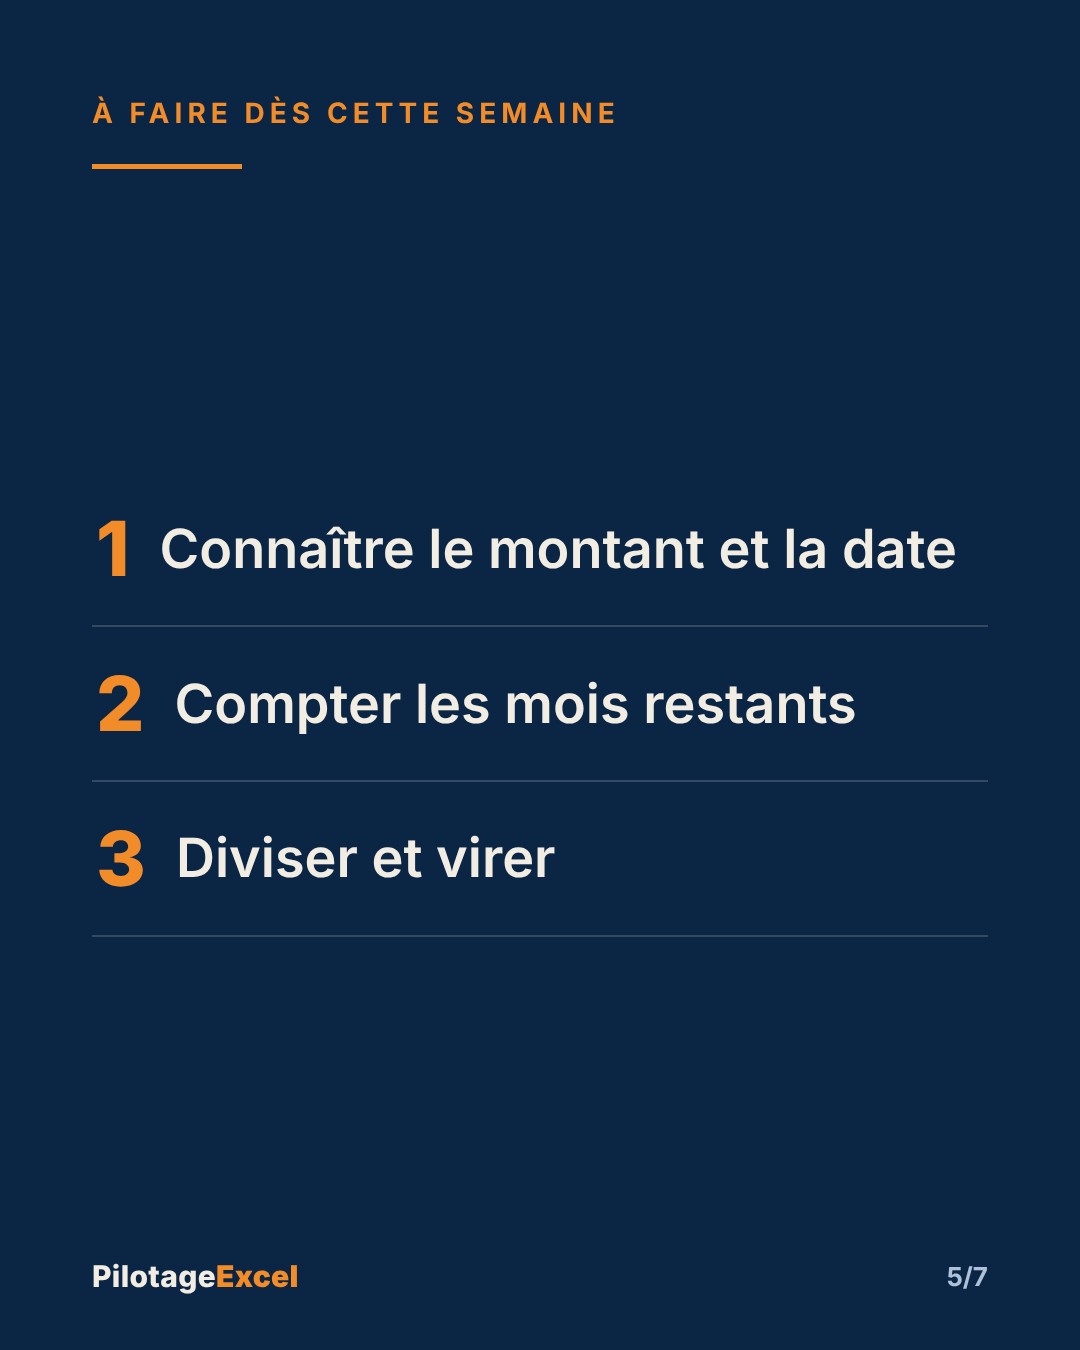 À FAIRE DÈS CETTE SEMAINE
1 Connaître le montant et la date
2 Compter les mois restants
3 Diviser et virer
PilotageExcel
5/7